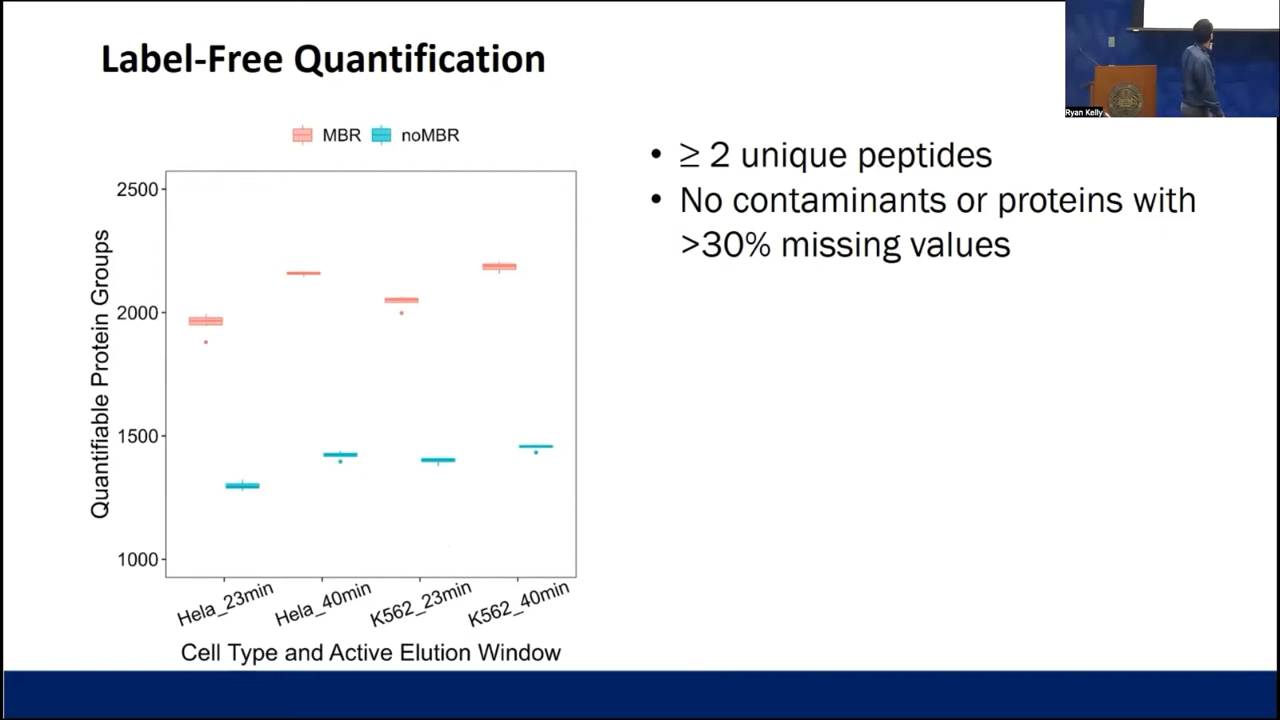 Label-Free Quantification
Ryan Kelly
MBR noMBR
2500
2000
1500
1000
Quantifiable Protein Groups
Hela_23min
Hela_40min
K562_23min
K562_40min
Cell Type and Active Elution Window
• ≥ 2 unique peptides
• No contaminants or proteins with
>30% missing values